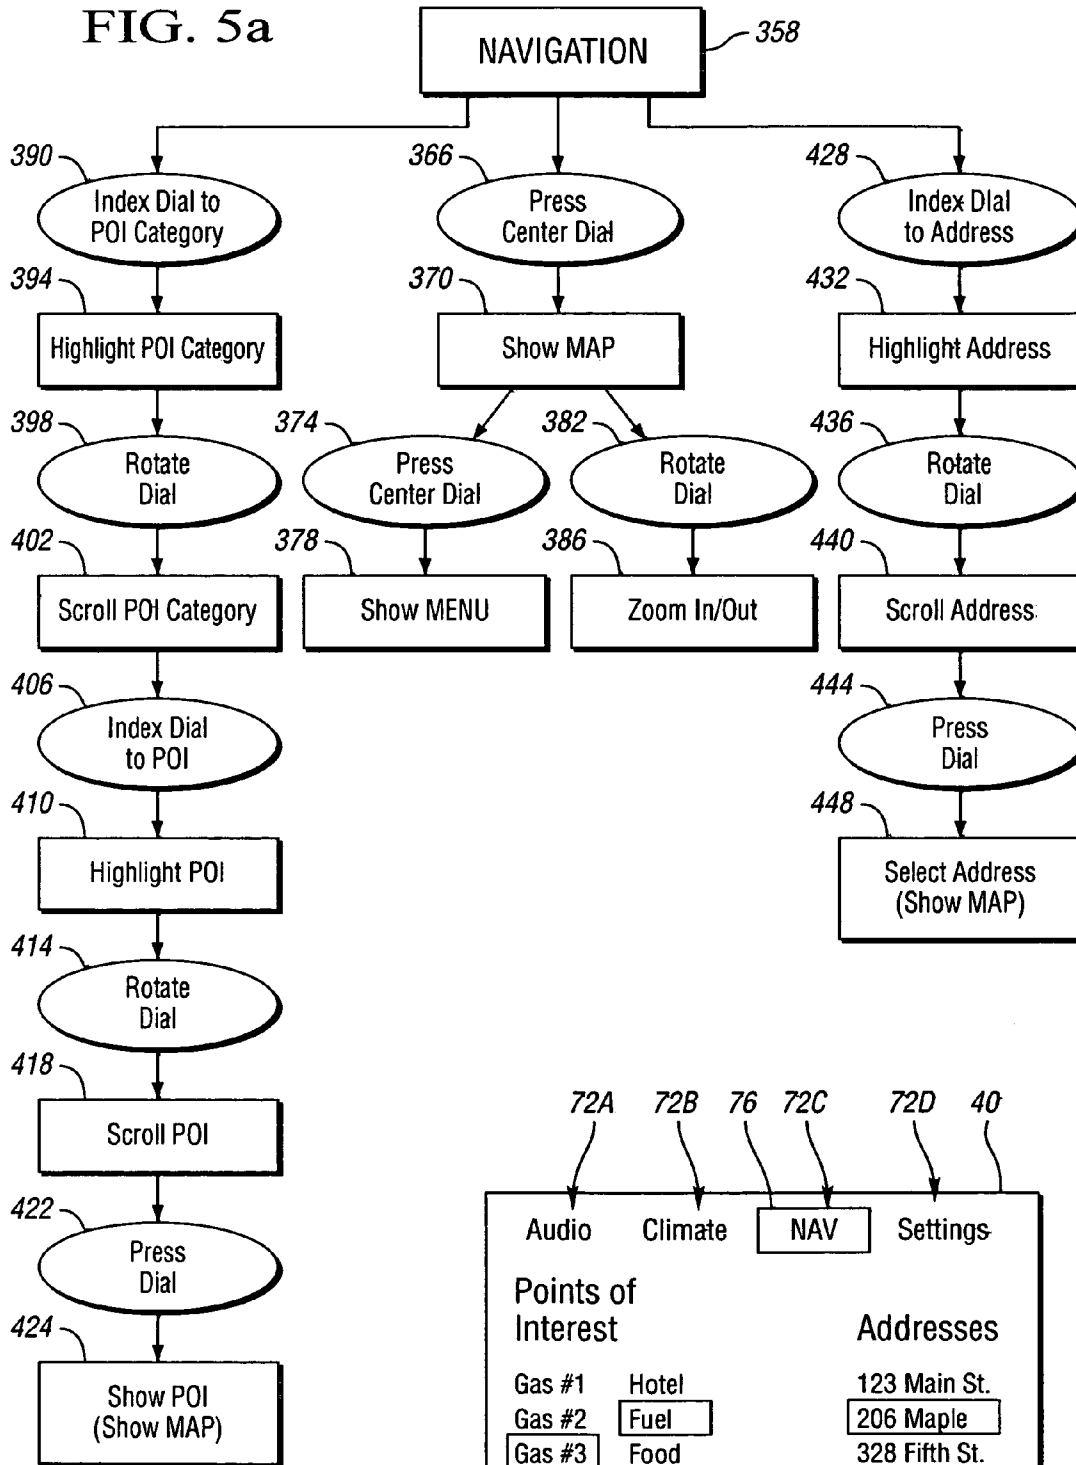 FIG. 5a
NAVIGATION
358
390
Index Dial to
POI Category
394
Highlight POI Category
398
Rotate
Dial
402
Scroll POI Category
406
Index Dial
to POI
410
Highlight POI
414
Rotate
Dial
418
Scroll POI
422
Press
Dial
424
Show POI
(Show MAP)
366
Press
Center Dial
370
Show MAP
374
Press
Center Dial
378
Show MENU
382
Rotate
Dial
386
Zoom In/Out
428
Index Dial
to Address
432
Highlight Address
436
Rotate
Dial
440
Scroll Address
444
Press
Dial
448
Select Address
(Show MAP)
72A 72B 76 72C 72D 40
Audio Climate NAV Settings
Points of
Interest
Addresses
Gas #1 Hotel 123 Main St.
Gas #2 Fuel 206 Maple
Gas #3 Food 328 Fifth St.